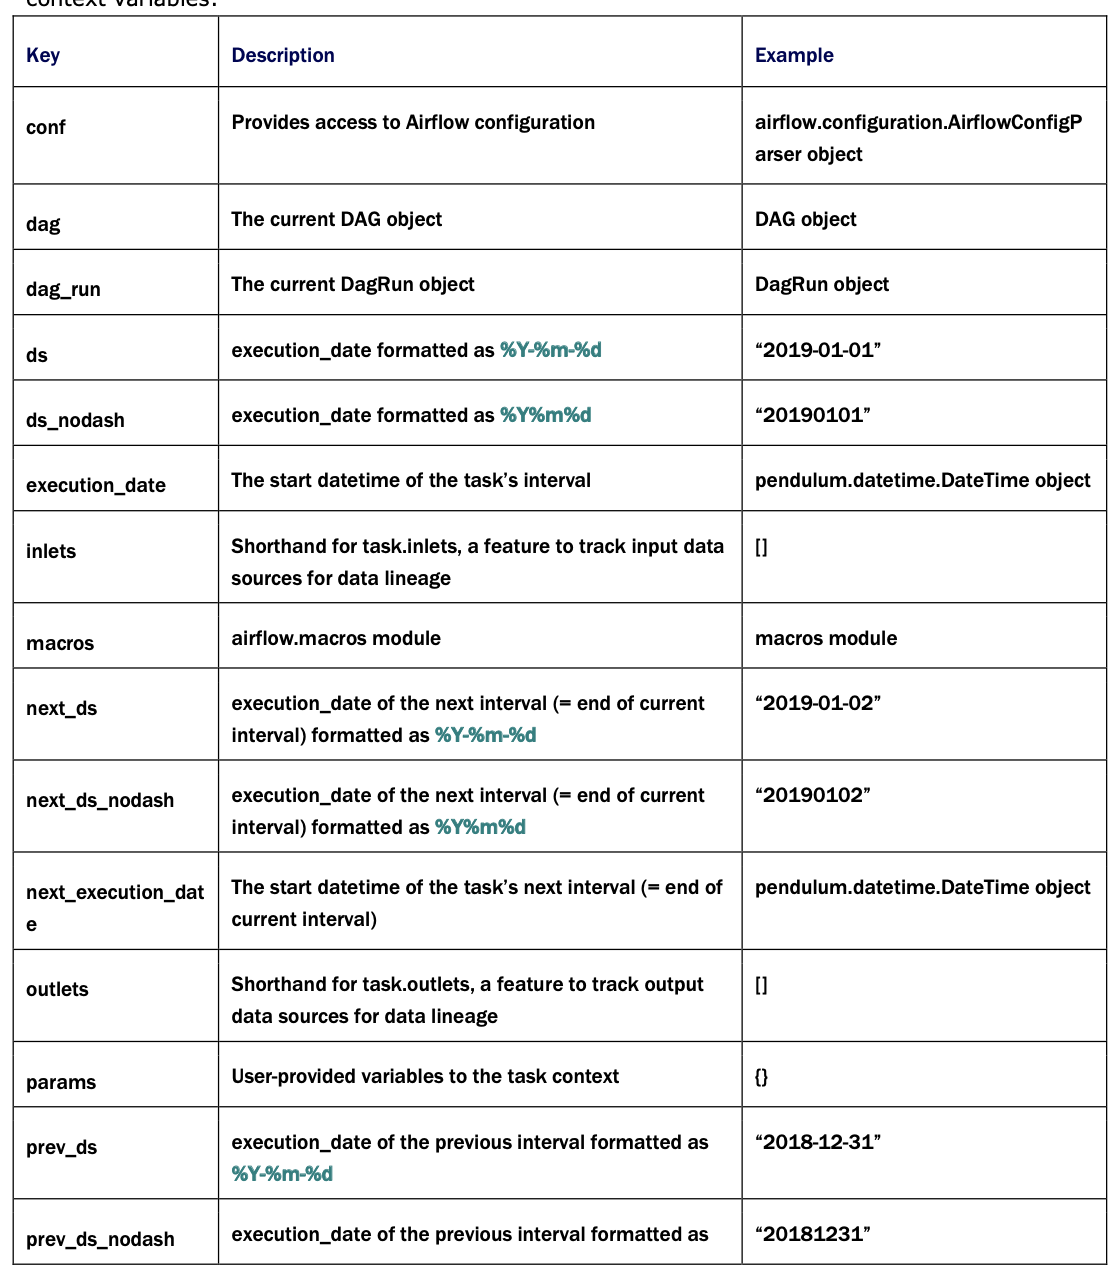 context variables:
Key Description Example
conf Provides access to Airflow configuration airflow.configuration.AirflowConfigP
arser object
dag The current DAG object DAG object
dag_run The current DagRun object DagRun object
ds execution_date formatted as %Y-%m-%d “2019-01-01”
ds_nodash execution_date formatted as %Y%m%d “20190101”
execution_date The start datetime of the task’s interval pendulum.datetime.DateTime object
inlets Shorthand for task.inlets, a feature to track input data []
sources for data lineage
macros airflow.macros module macros module
next_ds execution_date of the next interval (= end of current “2019-01-02”
interval) formatted as %Y-%m-%d
next_ds_nodash execution_date of the next interval (= end of current “20190102”
interval) formatted as %Y%m%d
next_execution_dat The start datetime of the task’s next interval (= end of pendulum.datetime.DateTime object
e current interval)
outlets Shorthand for task.outlets, a feature to track output []
data sources for data lineage
params User-provided variables to the task context {}
prev_ds execution_date of the previous interval formatted as “2018-12-31”
%Y-%m-%d
prev_ds_nodash execution_date of the previous interval formatted as “20181231”